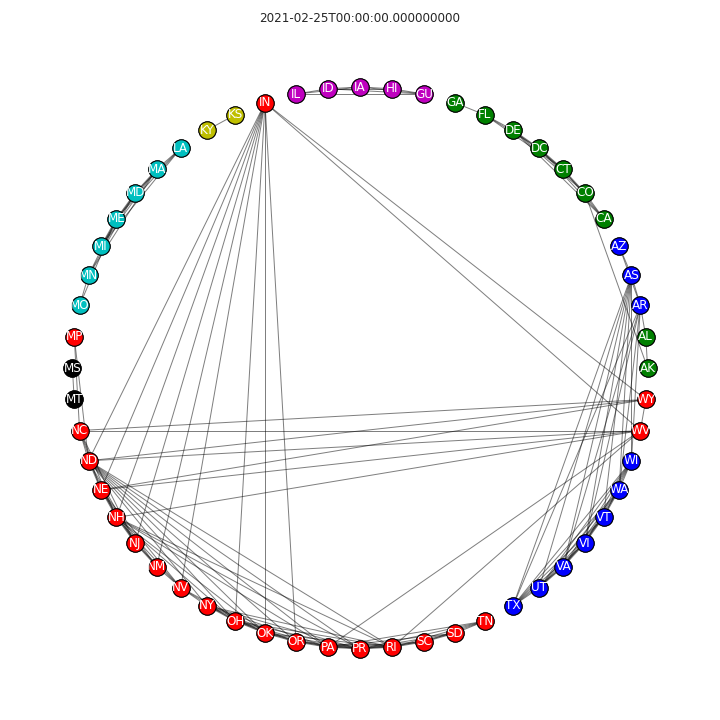 2021-02-25T00:00:00.000000000
IL
ID
IA
HI
GU
GA
IN
FL
KS
DE
KY
DC
LA
CT
MA
CO
MD
CA
ME
AZ
MI
AS
MN
AR
MO
AL
MP
AK
MS
WY
MT
WV
NC
WI
ND
WA
NE
VT
NH
VI
NJ
VA
NM
UT
NV
TX
NY
TN
OH
SD
OK
SC
OR
RI
PA
PR